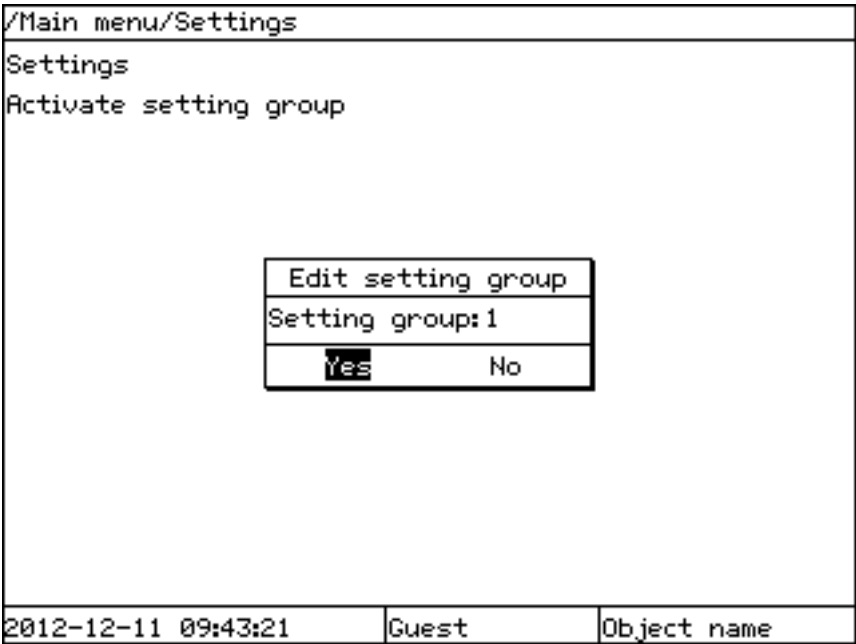 /Main menu/Settings
Settings
Activate setting group
Edit setting group
Setting group:1
Yes No
2012-12-11 09:43:21 Guest Object name